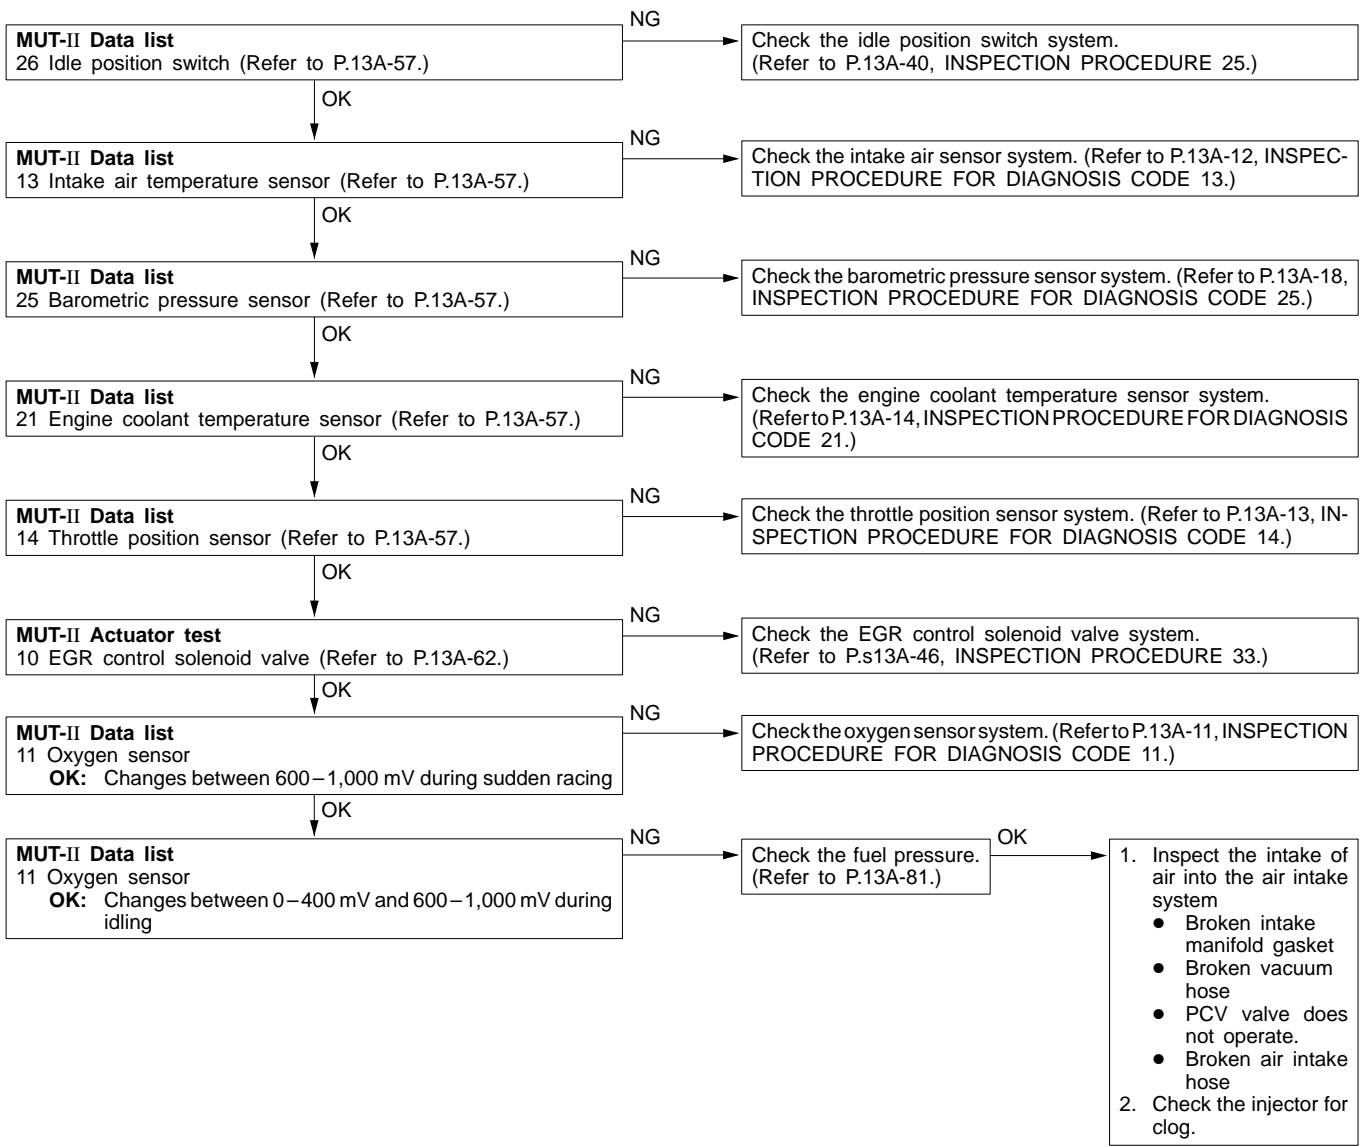 NG
MUT-II Data list
26 Idle position switch (Refer to P.13A-57.)
Check the idle position switch system.
(Refer to P.13A-40, INSPECTION PROCEDURE 25.)
OK
NG
MUT-II Data list
13 Intake air temperature sensor (Refer to P.13A-57.)
Check the intake air sensor system. (Refer to P.13A-12, INSPEC-
TION PROCEDURE FOR DIAGNOSIS CODE 13.)
OK
NG
MUT-II Data list
25 Barometric pressure sensor (Refer to P.13A-57.)
Check the barometric pressure sensor system. (Refer to P.13A-18,
INSPECTION PROCEDURE FOR DIAGNOSIS CODE 25.)
OK
NG
MUT-II Data list
21 Engine coolant temperature sensor (Refer to P.13A-57.)
Check the engine coolant temperature sensor system.
(Refer to P.13A-14, INSPECTION PROCEDURE FOR DIAGNOSIS
CODE 21.)
OK
NG
MUT-II Data list
14 Throttle position sensor (Refer to P.13A-57.)
Check the throttle position sensor system. (Refer to P.13A-13, IN-
SPECTION PROCEDURE FOR DIAGNOSIS CODE 14.)
OK
NG
MUT-II Actuator test
10 EGR control solenoid valve (Refer to P.13A-62.)
Check the EGR control solenoid valve system.
(Refer to P.s13A-46, INSPECTION PROCEDURE 33.)
OK
NG
MUT-II Data list
11 Oxygen sensor
OK: Changes between 600–1,000 mV during sudden racing
Check the oxygen sensor system. (Refer to P.13A-11, INSPECTION
PROCEDURE FOR DIAGNOSIS CODE 11.)
OK
NG
MUT-II Data list
11 Oxygen sensor
OK: Changes between 0–400 mV and 600–1,000 mV during
idling
Check the fuel pressure.
(Refer to P.13A-81.)
OK
1. Inspect the intake of
air into the air intake
system
● Broken intake
manifold gasket
● Broken vacuum
hose
● PCV valve does
not operate.
● Broken air intake
hose
2. Check the injector for
clog.